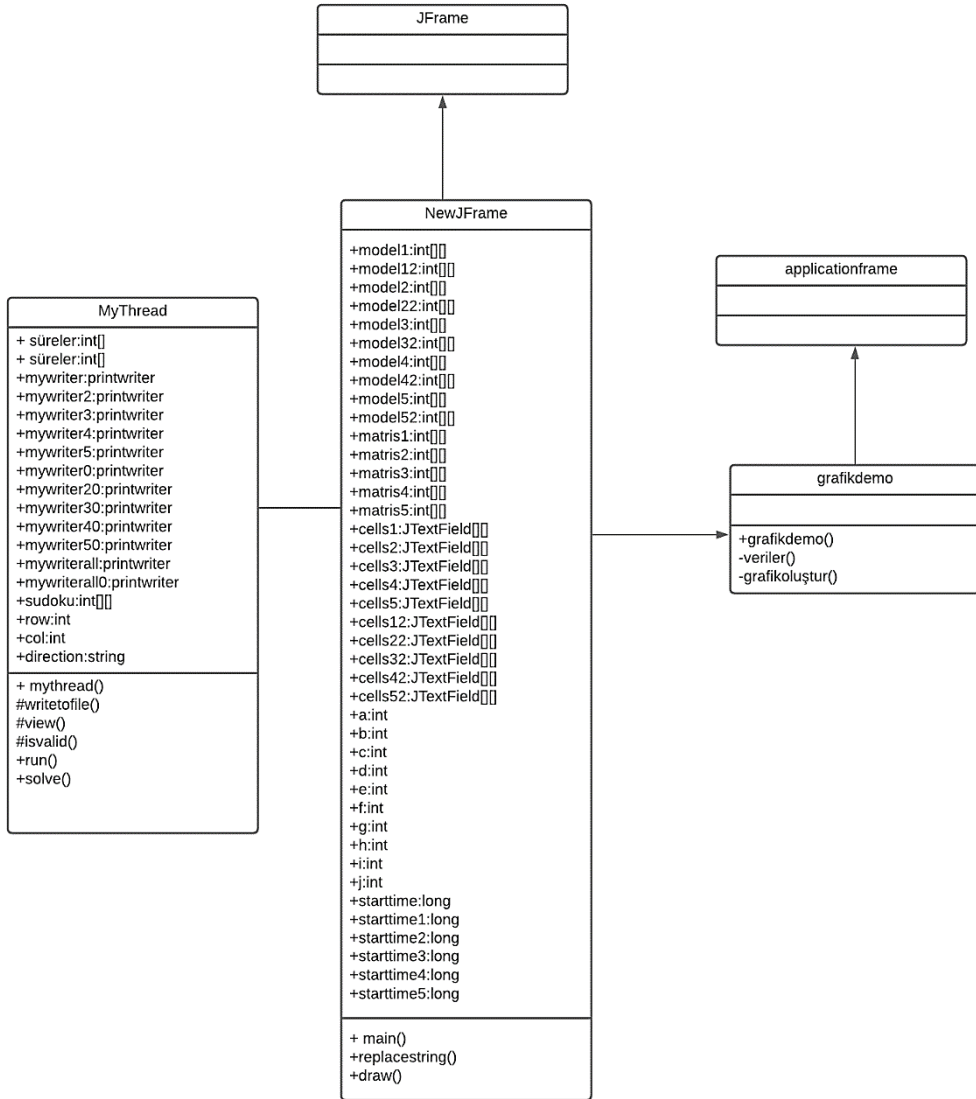 JFrame
NewJFrame
+model1:int[][]
+model12:int[][]
+model2:int[][]
+model22:int[][]
+model3:int[][]
+model32:int[][]
+model4:int[][]
+model42:int[][]
+model5:int[][]
+model52:int[][]
+matris1:int[][]
+matris2:int[][]
+matris3:int[][]
+matris4:int[][]
+matris5:int[][]
+cells1:JTextField[][]
+cells2:JTextField[][]
+cells3:JTextField[][]
+cells4:JTextField[][]
+cells5:JTextField[][]
+cells12:JTextField[][]
+cells22:JTextField[][]
+cells32:JTextField[][]
+cells42:JTextField[][]
+cells52:JTextField[][]
+a:int
+b:int
+c:int
+d:int
+e:int
+f:int
+g:int
+h:int
+i:int
+j:int
+starttime:long
+starttime1:long
+starttime2:long
+starttime3:long
+starttime4:long
+starttime5:long
+ main()
+replacestring()
+draw()
MyThread
+ süreler:int[]
+ süreler:int[]
+mywriter:printwriter
+mywriter2:printwriter
+mywriter3:printwriter
+mywriter4:printwriter
+mywriter5:printwriter
+mywriter0:printwriter
+mywriter20:printwriter
+mywriter30:printwriter
+mywriter40:printwriter
+mywriter50:printwriter
+mywriterall:printwriter
+mywriterall0:printwriter
+sudoku:int[][]
+row:int
+col:int
+direction:string
+ mythread()
#writetofile()
#view()
#isvalid()
+run()
+solve()
applicationframe
grafikdemo
+grafikdemo()
-veriler()
-grafikoluştur()